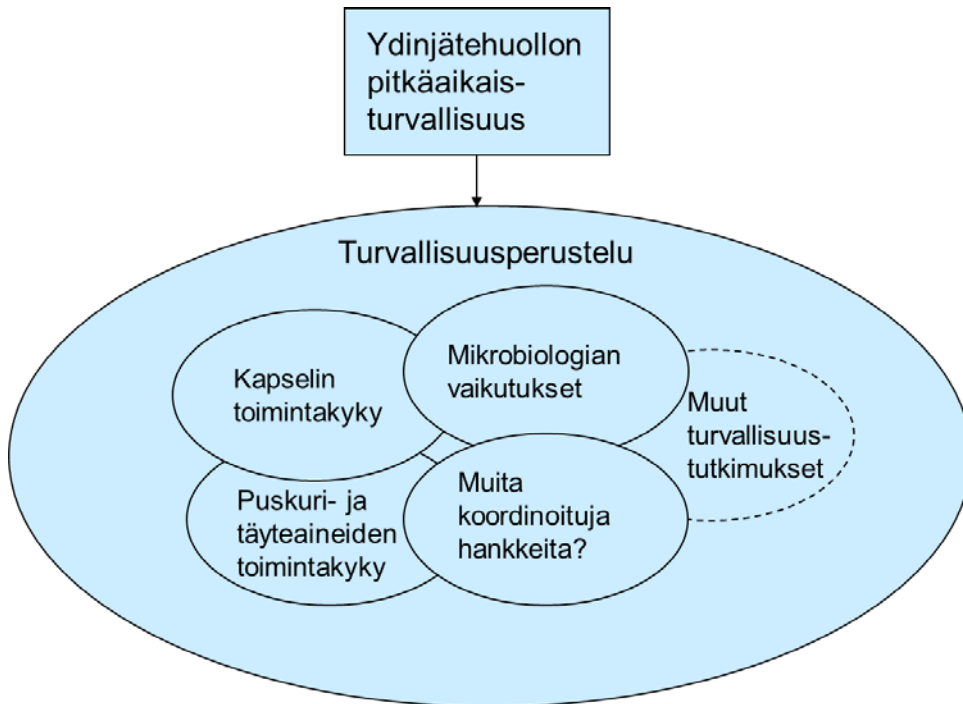 Ydinjätehuollon
pitkäaikais-
turvallisuus
Turvallisuusperustelu
Kapselin
toimintakyky
Mikrobiologian
vaikutukset
Muut
turvallisuus-
tutkimukset
Puskuri- ja
täyteaineiden
toimintakyky
Muita
koordinoituja
hankkeita?